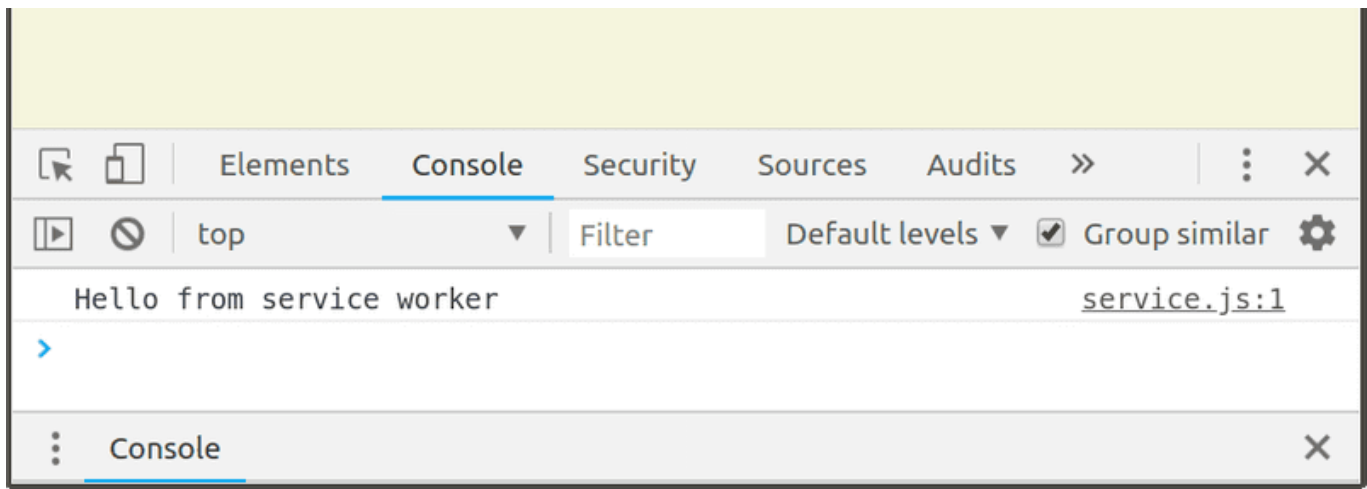 Elements Console Security Sources Audits »
top ▼ Filter Default levels ▼ Group similar
Hello from service worker service.js:1
>
Console